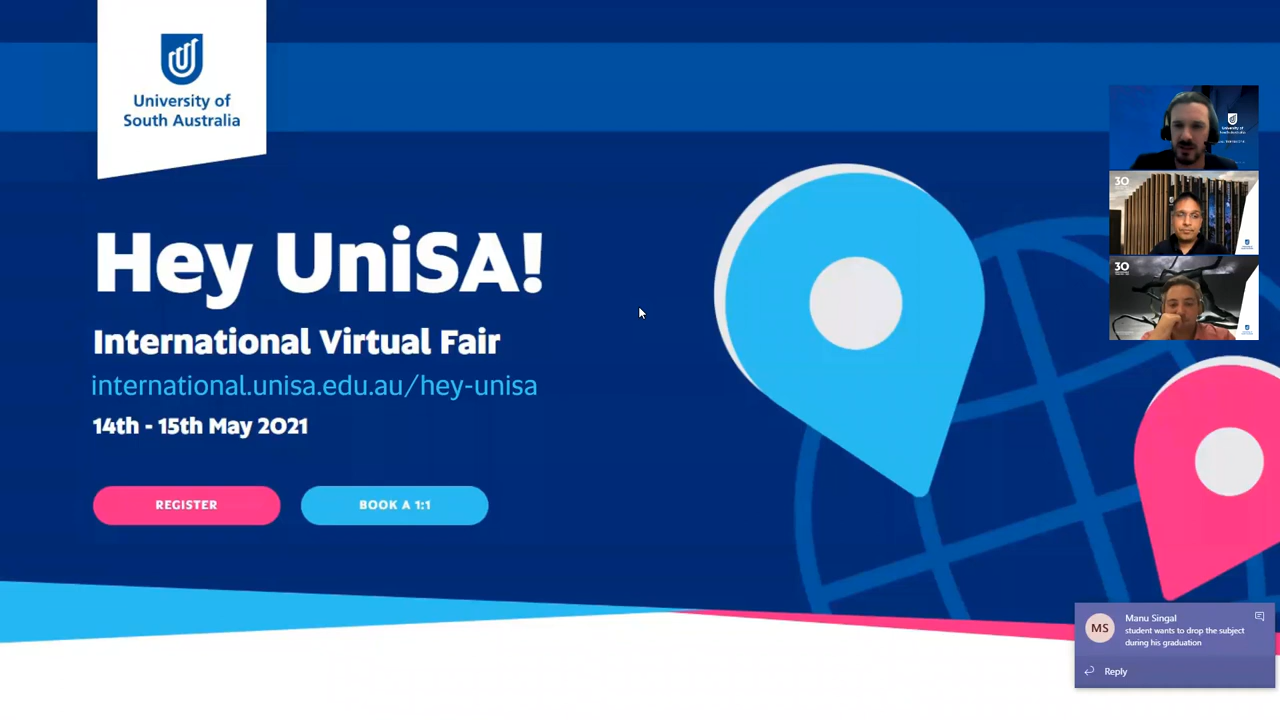 University of
South Australia
Hey UniSA!
International Virtual Fair
international.unisa.edu.au/hey-unisa
14th - 15th May 2021
REGISTER
BOOK A 1:1
30
30
MS
Manu Singal
student wants to drop the subject
during his graduation
Reply